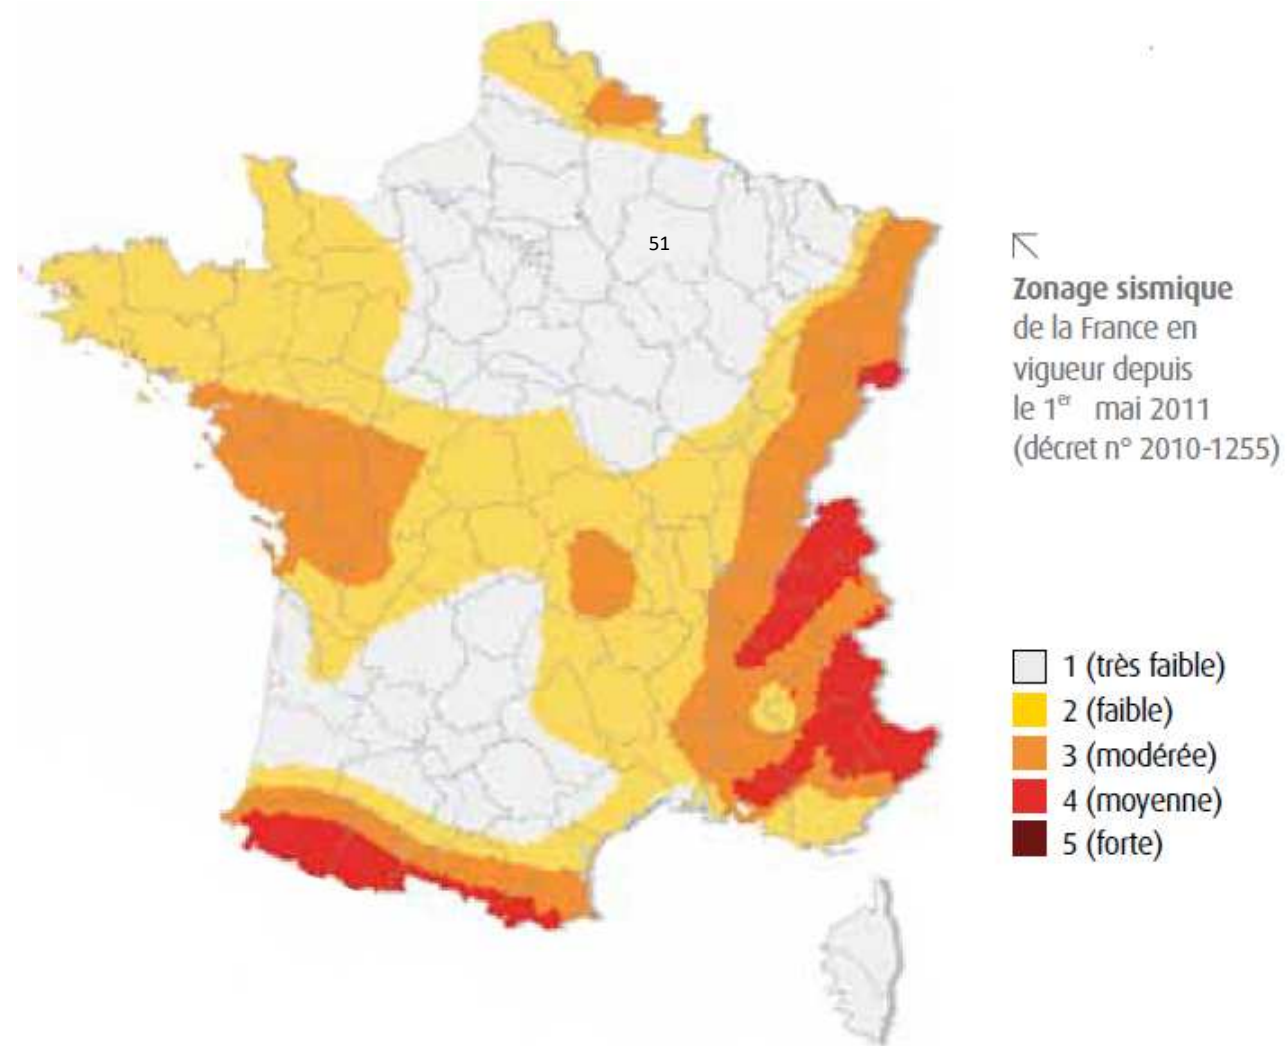 51
Zonage sismique
de la France en
vigueur depuis
le 1er mai 2011
(décret n° 2010-1255)
1 (très faible)
2 (faible)
3 (modérée)
4 (moyenne)
5 (forte)